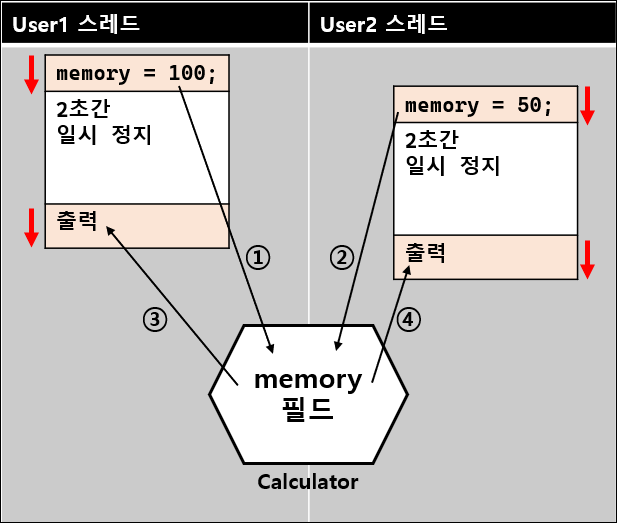 User1 스레드
User2 스레드
memory = 100;
2초간
일시 정지
출력
memory = 50;
2초간
일시 정지
출력
①
②
③
④
memory
필드
Calculator